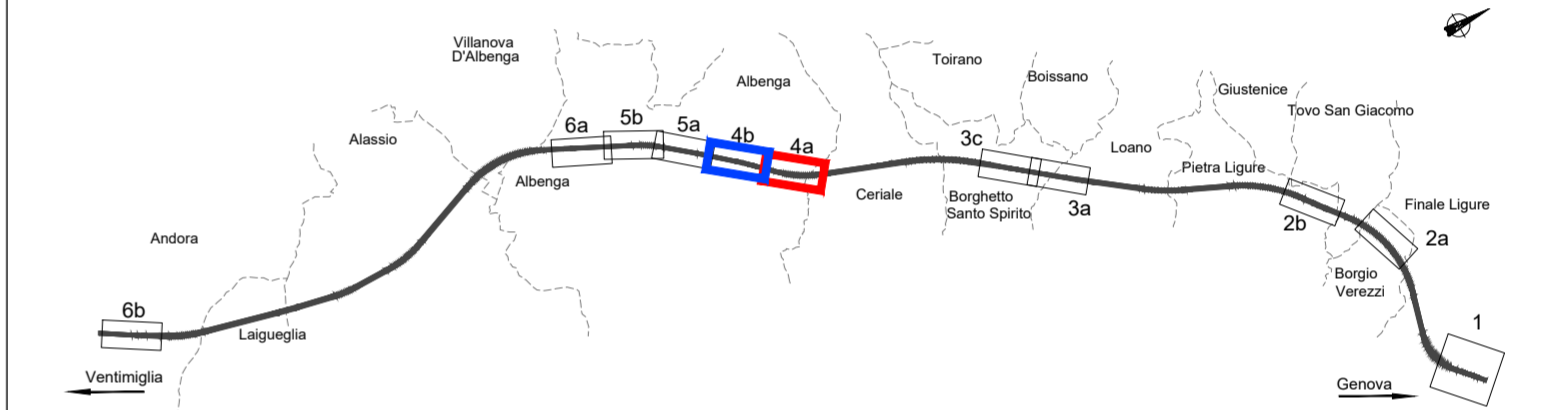 Villanova
D'Albenga
Albenga
Toirano
Boissano
Giustenice
Tovo San Giacomo
Alassio
6a
5b
5a
4b
4a
3c
Loano
Pietra Ligure
Albenga
Ceriale
Borghetto
Santo Spirito
3a
2b
Finale Ligure
2a
Andora
Borgio
Verezzi
6b
Laigueglia
1
Ventimiglia
Genova